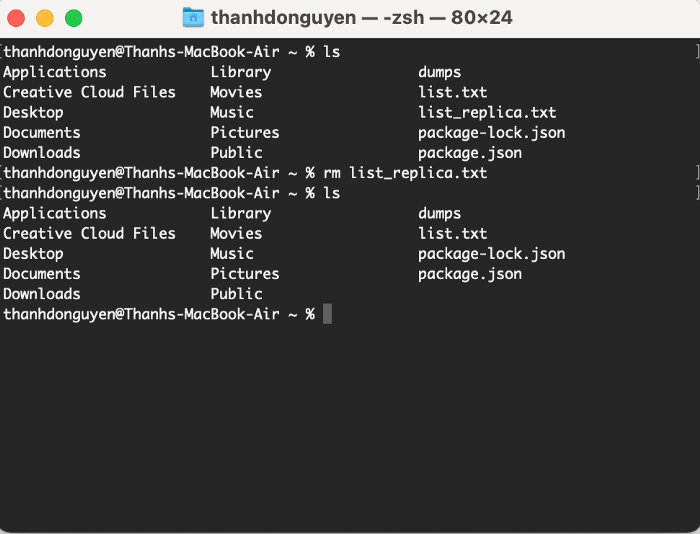 thanhdonguyen — -zsh — 80×24
[thanhdonguyen@Thanhs-MacBook-Air ~ % ls ]
Applications Library dumps
Creative Cloud Files Movies list.txt
Desktop Music list_replica.txt
Documents Pictures package-lock.json
Downloads Public package.json
[thanhdonguyen@Thanhs-MacBook-Air ~ % rm list_replica.txt ]
[thanhdonguyen@Thanhs-MacBook-Air ~ % ls ]
Applications Library dumps
Creative Cloud Files Movies list.txt
Desktop Music package-lock.json
Documents Pictures package.json
Downloads Public
thanhdonguyen@Thanhs-MacBook-Air ~ %